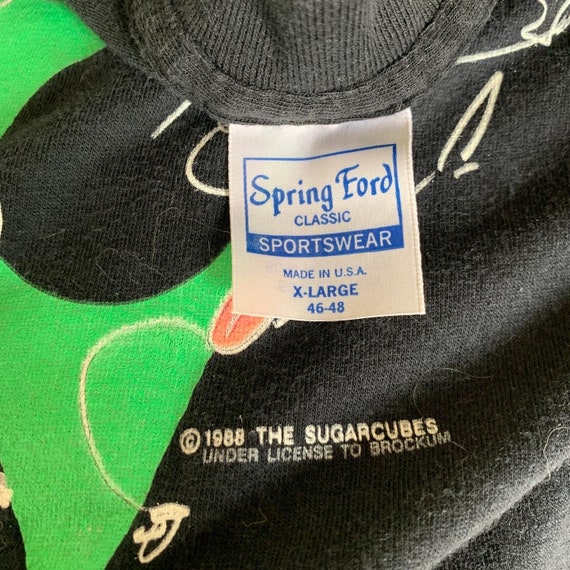 Spring Ford
CLASSIC
SPORTSWEAR
MADE IN U.S.A.
X-LARGE
46-48
© 1988 THE SUGARCUBES
UNDER LICENSE TO BROCKUM